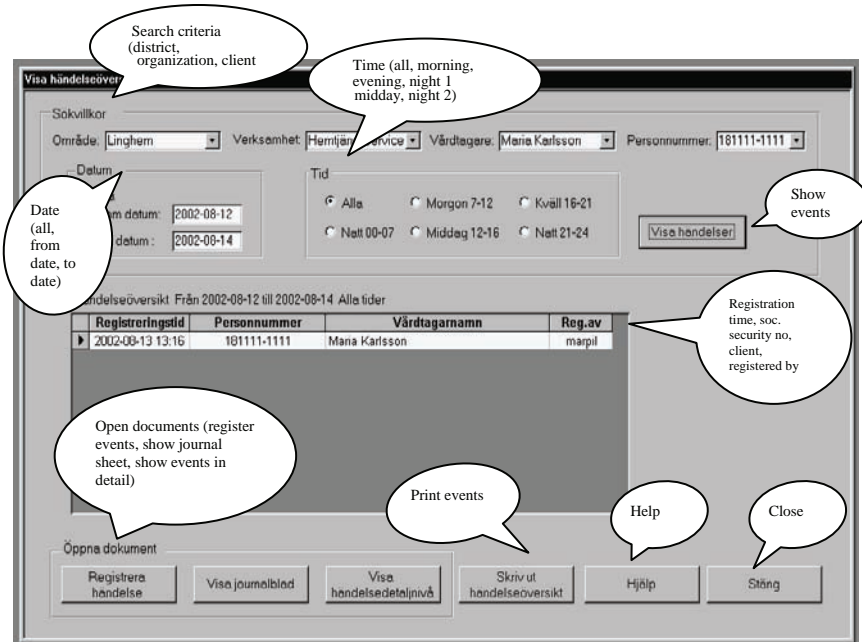 Search criteria
(district,
organization, client
Time (all, morning,
evening, night 1
midday, night 2)
Visa händelseöver
Sökvillkor
Område: Linghem Verksamhet: Hemtjän service Vårdtagare: Maria Karlsson Personnummer: 181111-1111
Datum
Tid
Date
(all,
from
date, to
date)
m datum: 2002-08-12
datum: 2002-08-14
Alla Morgon 7-12 Kväll 16-21
Natt 00-07 Middag 12-16 Natt 21-24
Visa händelser
Show
events
ndelseöversikt Från 2002-08-12 till 2002-08-14 Alla tider
Registreringstid Personnummer Vårdtagarnamn Reg.av
2002-08-13 13:16 181111-1111 Maria Karlsson marpil
Registration
time, soc.
security no,
client,
registered by
Open documents (register
events, show journal
sheet, show events in
detail)
Print events
Help
Close
Öppna dokument
Registrera
händelse
Visa journalblad
Visa
händelsedetaljnivå
Skriv ut
händelseöversikt
Hjälp
Stäng